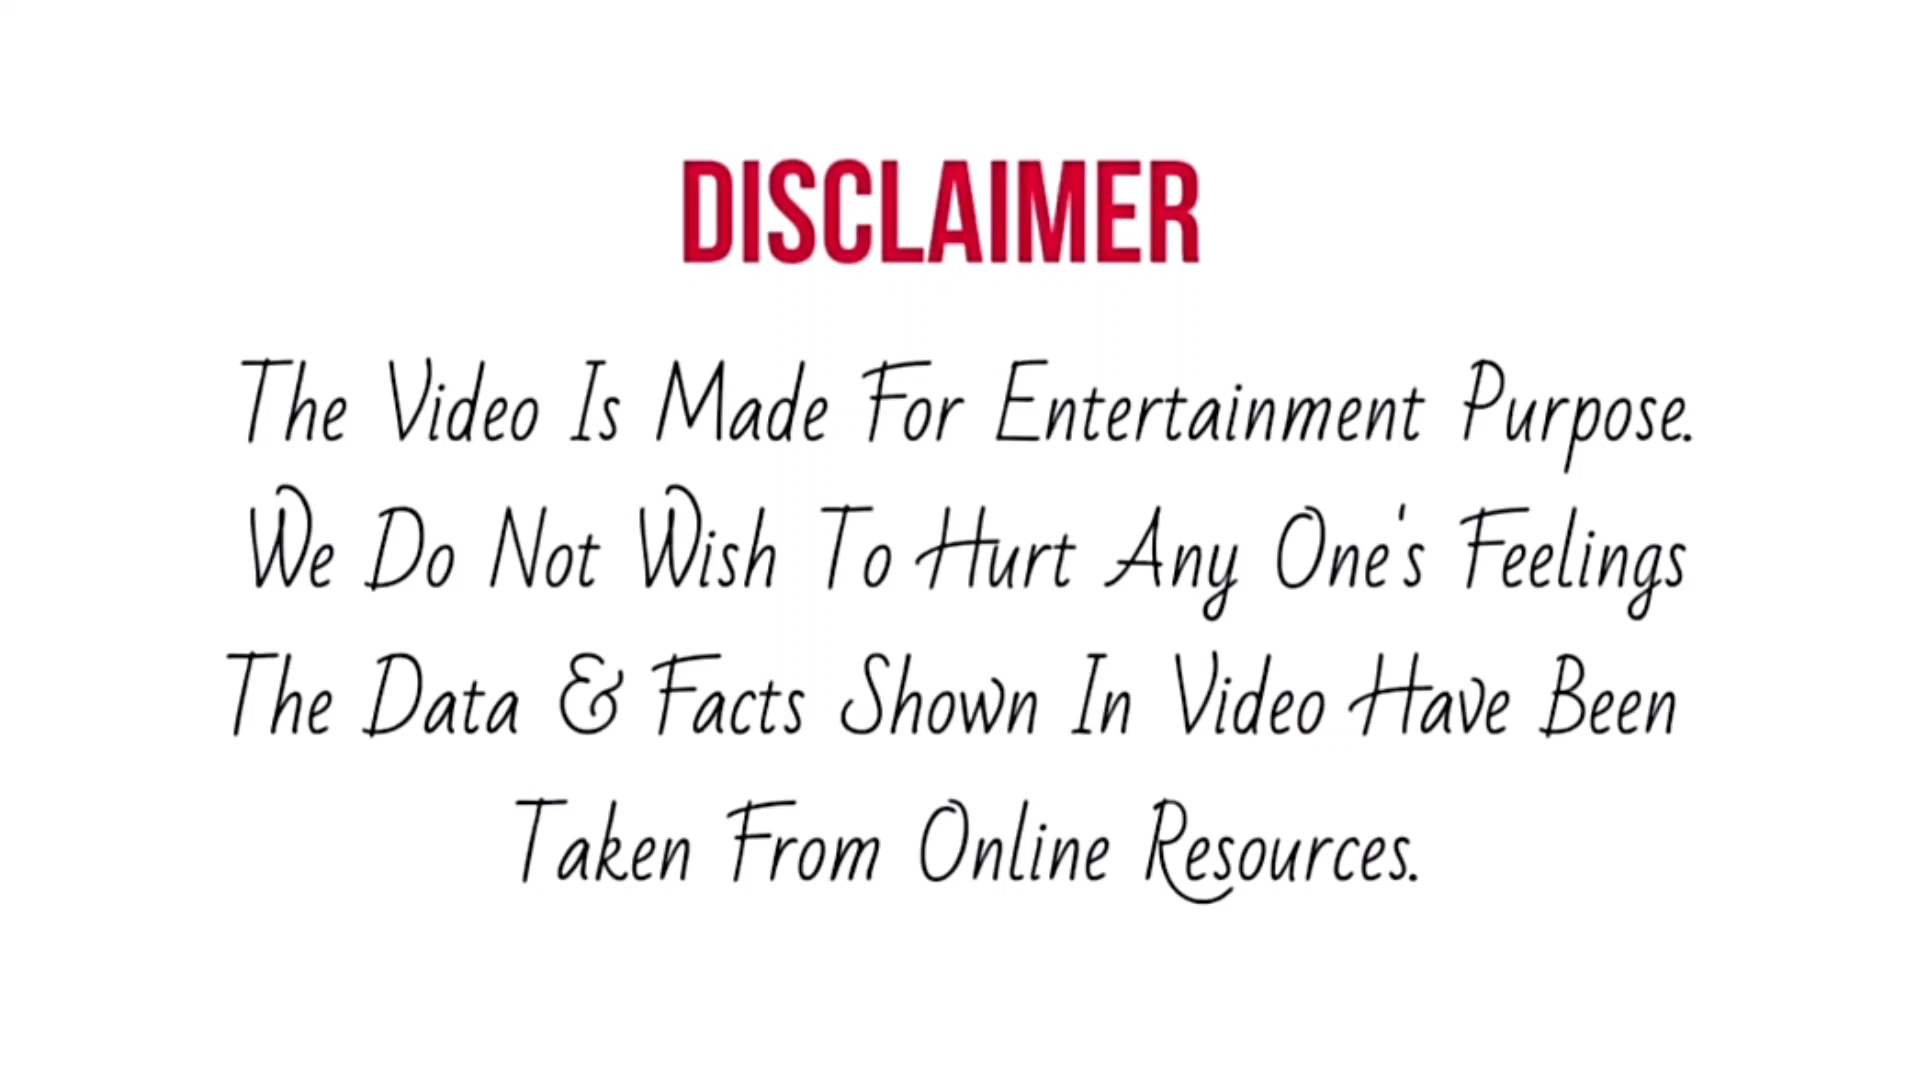 DISCLAIMER
The Video Is Made For Entertainment Purpose.
We Do Not Wish To Hurt Any One's Feelings
The Data & Facts Shown In Video Have Been
Taken From Online Resources.